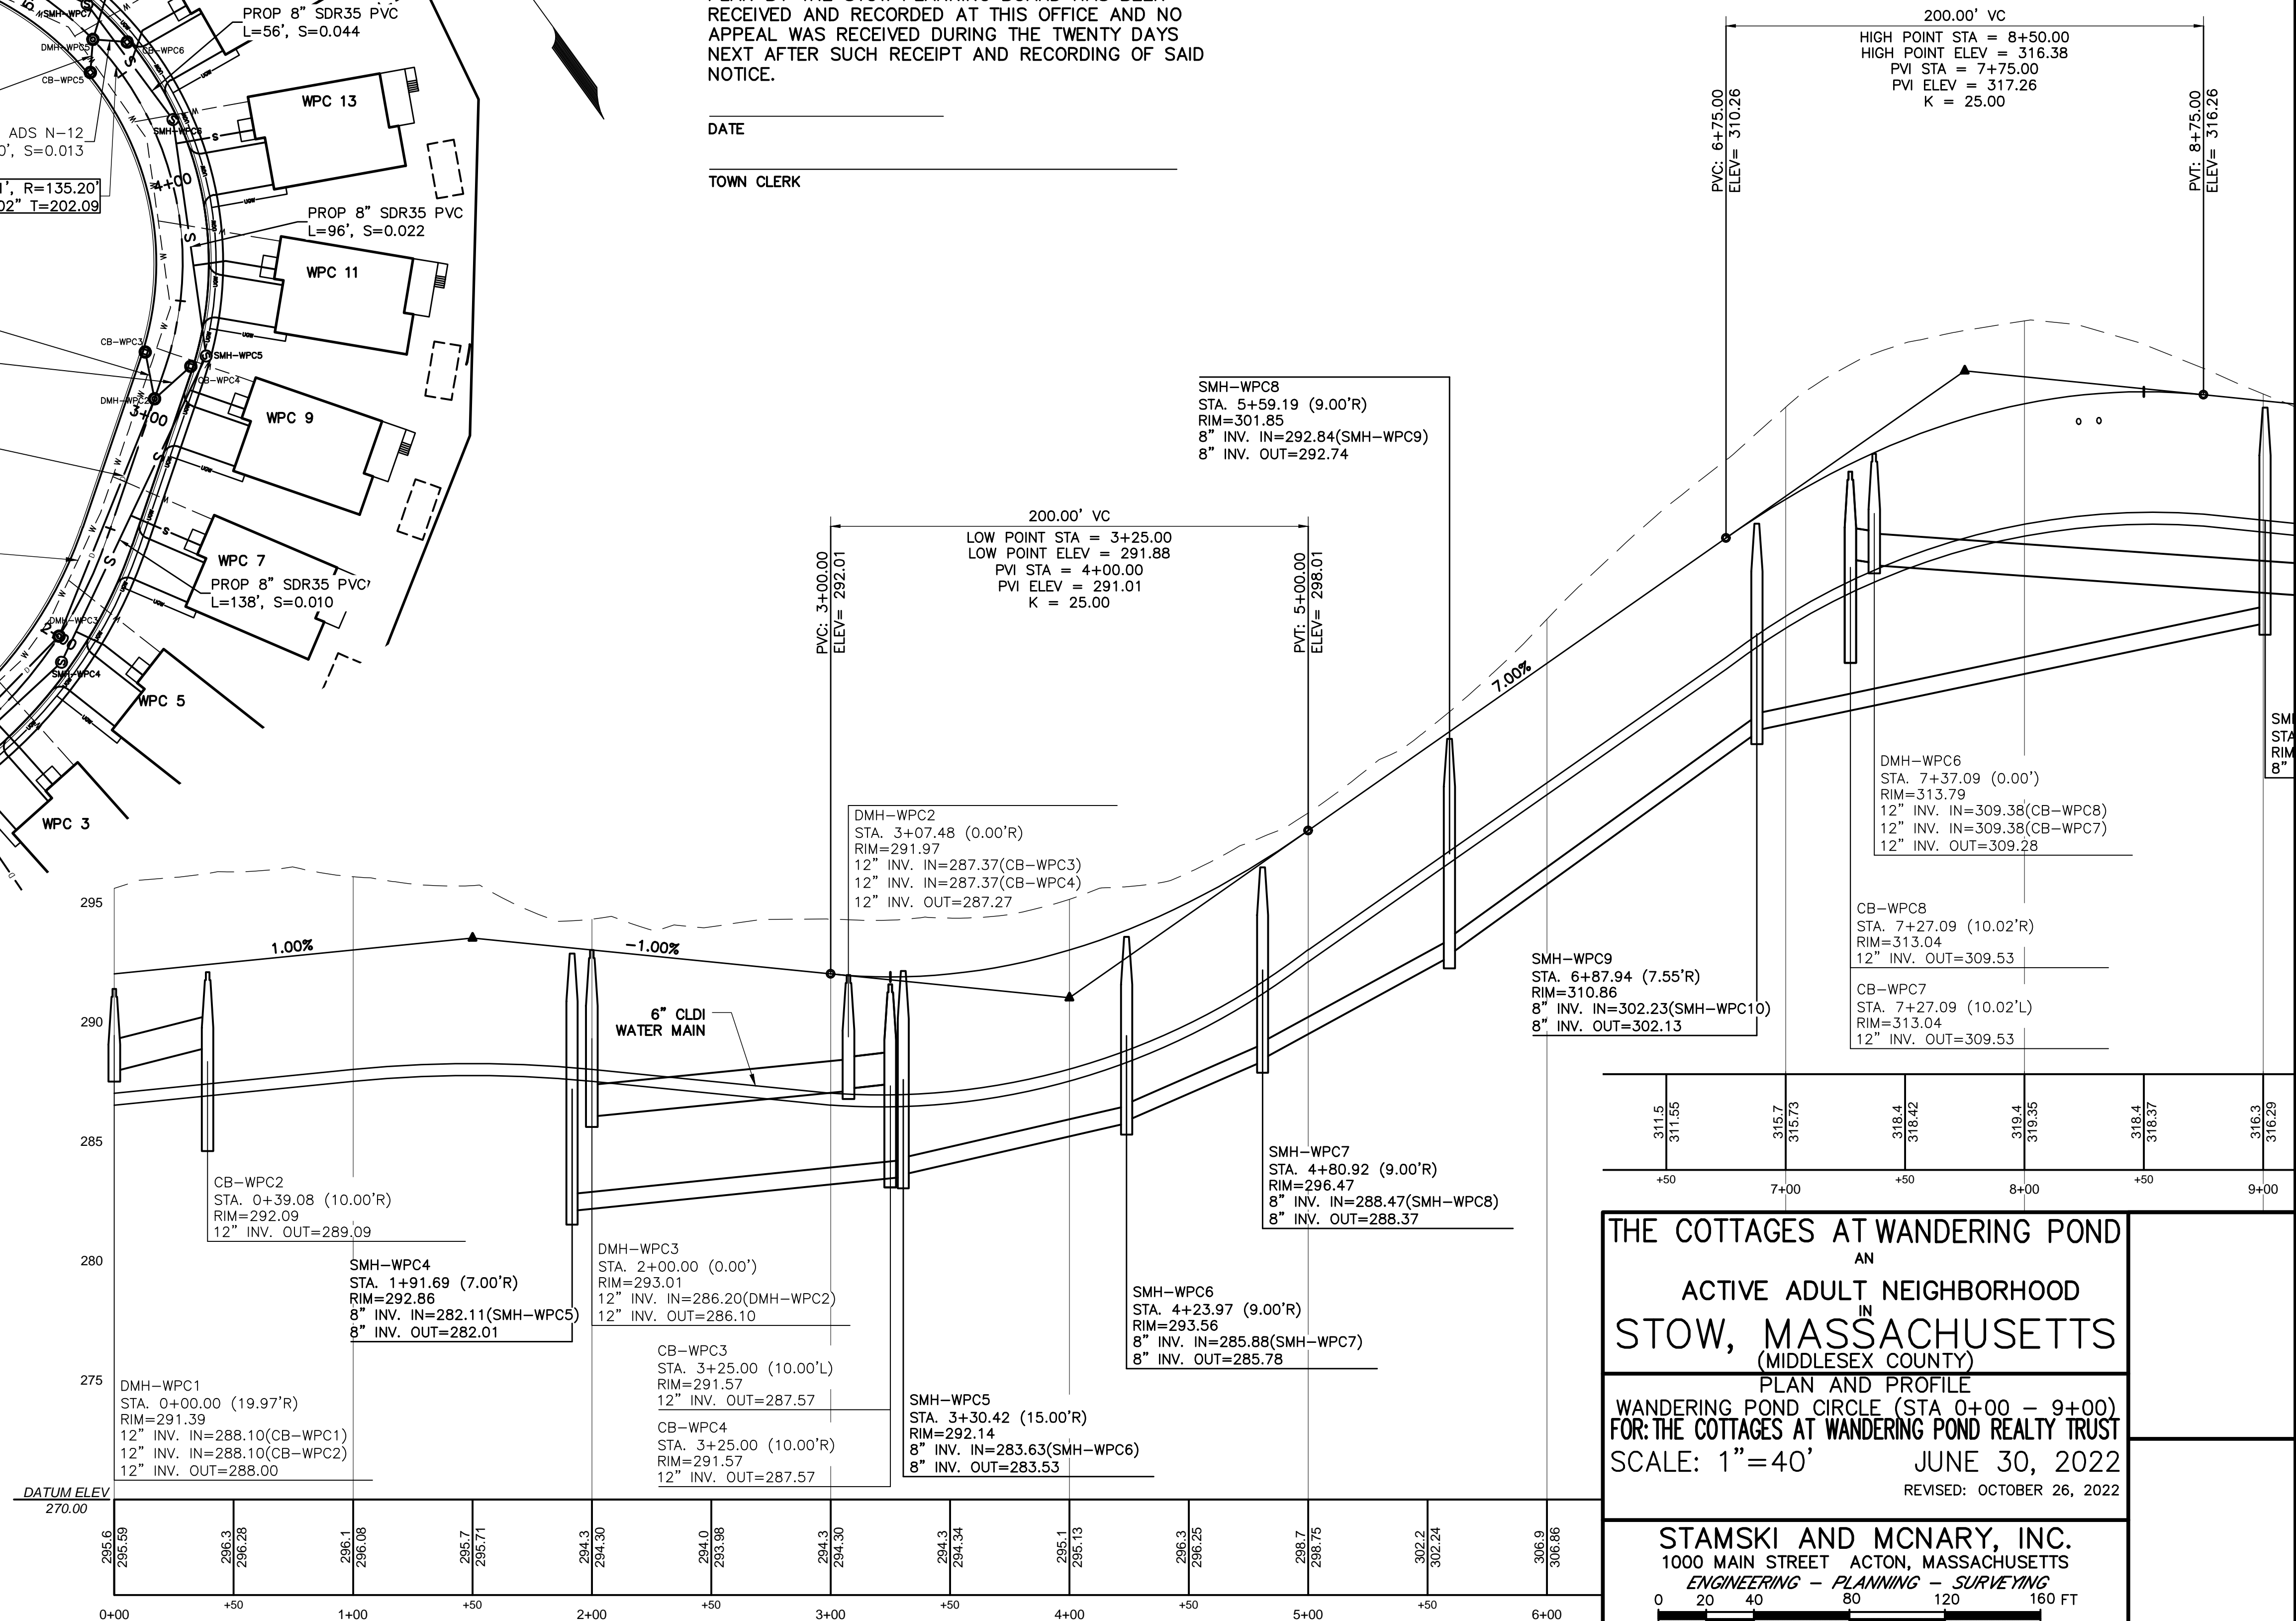 PROP 8" SDR35 PVC
L=56', S=0.044
SMH-WPC7
DMH-WPC5
CB-WPC6
CB-WPC5
WPC 13
SMH-WPC6
ADS N-12
S=0.013
R=135.20'
02" T=202.09
4+00
PROP 8" SDR35 PVC
L=96', S=0.022
WPC 11
CB-WPC3
SMH-WPC5
CB-WPC4
DMH-WPC2
3+00
WPC 9
WPC 7
PROP 8" SDR35 PVC
L=138', S=0.010
DMH-WPC3
2+00
SMH-WPC4
WPC 5
WPC 3
RECEIVED AND RECORDED AT THIS OFFICE AND NO
APPEAL WAS RECEIVED DURING THE TWENTY DAYS
NEXT AFTER SUCH RECEIPT AND RECORDING OF SAID
NOTICE.
DATE
TOWN CLERK
200.00' VC
HIGH POINT STA = 8+50.00
HIGH POINT ELEV = 316.38
PVI STA = 7+75.00
PVI ELEV = 317.26
K = 25.00
PVC: 6+75.00
ELEV= 310.26
PVT: 8+75.00
ELEV= 316.26
SMH-WPC8
STA. 5+59.19 (9.00'R)
RIM=301.85
8" INV. IN=292.84(SMH-WPC9)
8" INV. OUT=292.74
200.00' VC
LOW POINT STA = 3+25.00
LOW POINT ELEV = 291.88
PVI STA = 4+00.00
PVI ELEV = 291.01
K = 25.00
PVC: 3+00.00
ELEV= 292.01
PVT: 5+00.00
ELEV= 298.01
7.00%
DMH-WPC2
STA. 3+07.48 (0.00'R)
RIM=291.97
12" INV. IN=287.37(CB-WPC3)
12" INV. IN=287.37(CB-WPC4)
12" INV. OUT=287.27
DMH-WPC6
STA. 7+37.09 (0.00')
RIM=313.79
12" INV. IN=309.38(CB-WPC8)
12" INV. IN=309.38(CB-WPC7)
12" INV. OUT=309.28
CB-WPC8
STA. 7+27.09 (10.02'R)
RIM=313.04
12" INV. OUT=309.53
CB-WPC7
STA. 7+27.09 (10.02'L)
RIM=313.04
12" INV. OUT=309.53
SMH-WPC9
STA. 6+87.94 (7.55'R)
RIM=310.86
8" INV. IN=302.23(SMH-WPC10)
8" INV. OUT=302.13
295
290
285
280
275
1.00%
-1.00%
6" CLDI
WATER MAIN
CB-WPC2
STA. 0+39.08 (10.00'R)
RIM=292.09
12" INV. OUT=289.09
SMH-WPC4
STA. 1+91.69 (7.00'R)
RIM=292.86
8" INV. IN=282.11(SMH-WPC5)
8" INV. OUT=282.01
DMH-WPC3
STA. 2+00.00 (0.00')
RIM=293.01
12" INV. IN=286.20(DMH-WPC2)
12" INV. OUT=286.10
CB-WPC3
STA. 3+25.00 (10.00'L)
RIM=291.57
12" INV. OUT=287.57
CB-WPC4
STA. 3+25.00 (10.00'R)
RIM=291.57
12" INV. OUT=287.57
SMH-WPC5
STA. 3+30.42 (15.00'R)
RIM=292.14
8" INV. IN=283.63(SMH-WPC6)
8" INV. OUT=283.53
SMH-WPC6
STA. 4+23.97 (9.00'R)
RIM=293.56
8" INV. IN=285.88(SMH-WPC7)
8" INV. OUT=285.78
SMH-WPC7
STA. 4+80.92 (9.00'R)
RIM=296.47
8" INV. IN=288.47(SMH-WPC8)
8" INV. OUT=288.37
DMH-WPC1
STA. 0+00.00 (19.97'R)
RIM=291.39
12" INV. IN=288.10(CB-WPC1)
12" INV. IN=288.10(CB-WPC2)
12" INV. OUT=288.00
DATUM ELEV
270.00
295.6 295.59
296.3 296.28
296.1 296.08
295.7 295.71
294.3 294.30
294.0 293.98
294.3 294.30
294.3 294.34
295.1 295.13
296.3 296.25
298.7 298.75
302.2 302.24
306.9 306.86
0+00 +50 1+00 +50 2+00 +50 3+00 +50 4+00 +50 5+00 +50 6+00
311.5 311.55
315.7 315.73
318.4 318.42
319.4 319.35
318.4 318.37
316.3 316.29
+50 7+00 +50 8+00 +50 9+00
THE COTTAGES AT WANDERING POND
AN
ACTIVE ADULT NEIGHBORHOOD
IN
STOW, MASSACHUSETTS
(MIDDLESEX COUNTY)
PLAN AND PROFILE
WANDERING POND CIRCLE (STA 0+00 - 9+00)
FOR: THE COTTAGES AT WANDERING POND REALTY TRUST
SCALE: 1"=40' JUNE 30, 2022
REVISED: OCTOBER 26, 2022
STAMSKI AND MCNARY, INC.
1000 MAIN STREET ACTON, MASSACHUSETTS
ENGINEERING - PLANNING - SURVEYING
0 20 40 80 120 160 FT